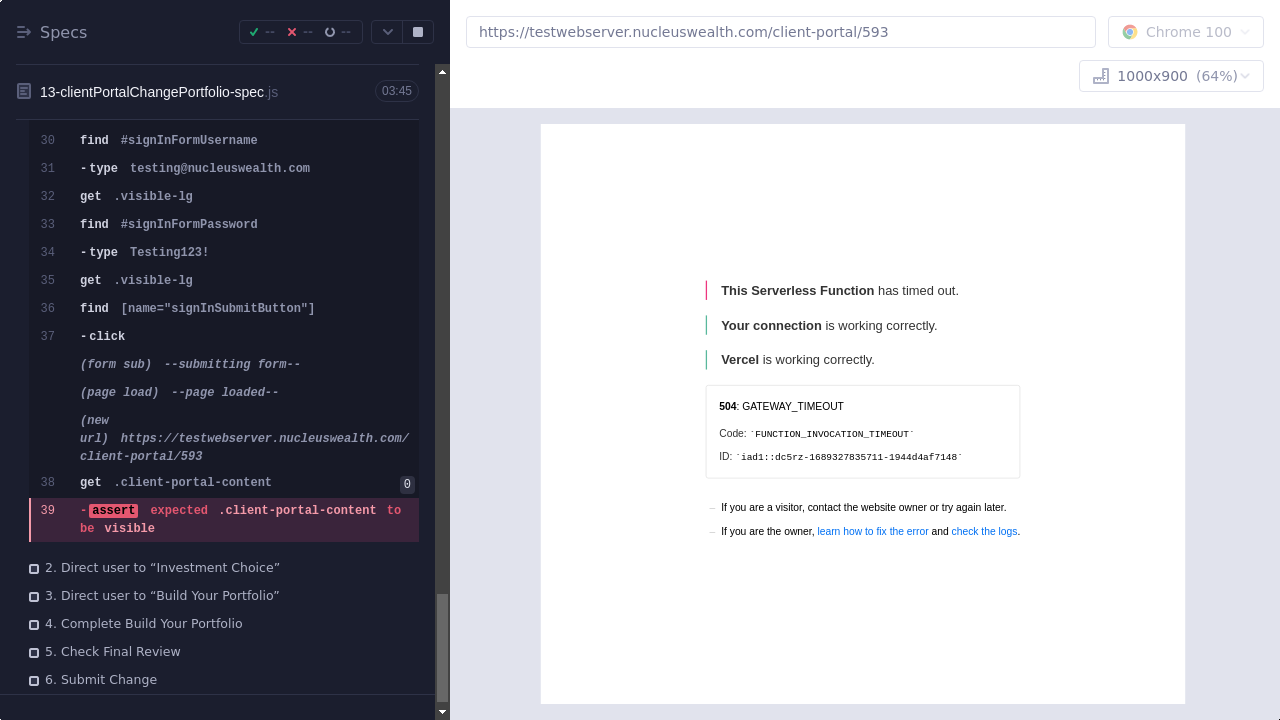 Specs
-- -- --
13-clientPortalChangePortfolio-spec.js 03:45
30 find #signInFormUsername
31 -type testing@nucleuswealth.com
32 get .visible-lg
33 find #signInFormPassword
34 -type Testing123!
35 get .visible-lg
36 find [name="signInSubmitButton"]
37 -click
(form sub) --submitting form--
(page load) --page loaded--
(new
url) https://testwebserver.nucleuswealth.com/
client-portal/593
38 get .client-portal-content 0
39 -assert expected .client-portal-content to
be visible
2. Direct user to “Investment Choice”
3. Direct user to “Build Your Portfolio”
4. Complete Build Your Portfolio
5. Check Final Review
6. Submit Change
https://testwebserver.nucleuswealth.com/client-portal/593
Chrome 100
1000x900 (64%)
This Serverless Function has timed out.
Your connection is working correctly.
Vercel is working correctly.
504: GATEWAY_TIMEOUT
Code: `FUNCTION_INVOCATION_TIMEOUT`
ID: `iad1::dc5rz-1689327835711-1944d4af7148`
– If you are a visitor, contact the website owner or try again later.
– If you are the owner, learn how to fix the error and check the logs.